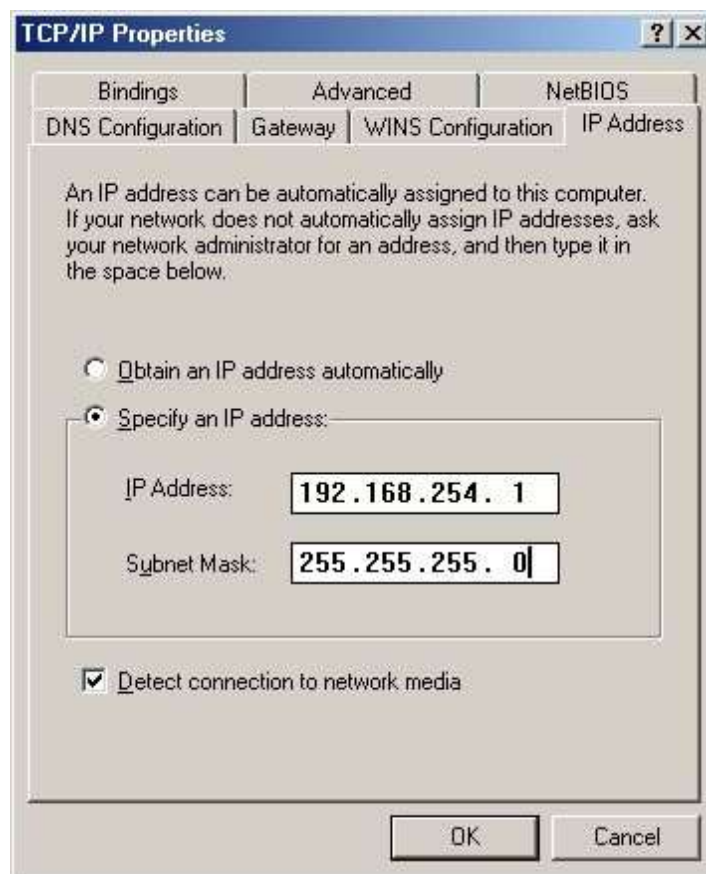 TCP/IP Properties
Bindings
Advanced
NetBIOS
DNS Configuration
Gateway
WINS Configuration
IP Address
An IP address can be automatically assigned to this computer.
If your network does not automatically assign IP addresses, ask
your network administrator for an address, and then type it in
the space below.
Obtain an IP address automatically
Specify an IP address:
IP Address:
192.168.254. 1
Subnet Mask:
255.255.255. 0
Detect connection to network media
OK
Cancel